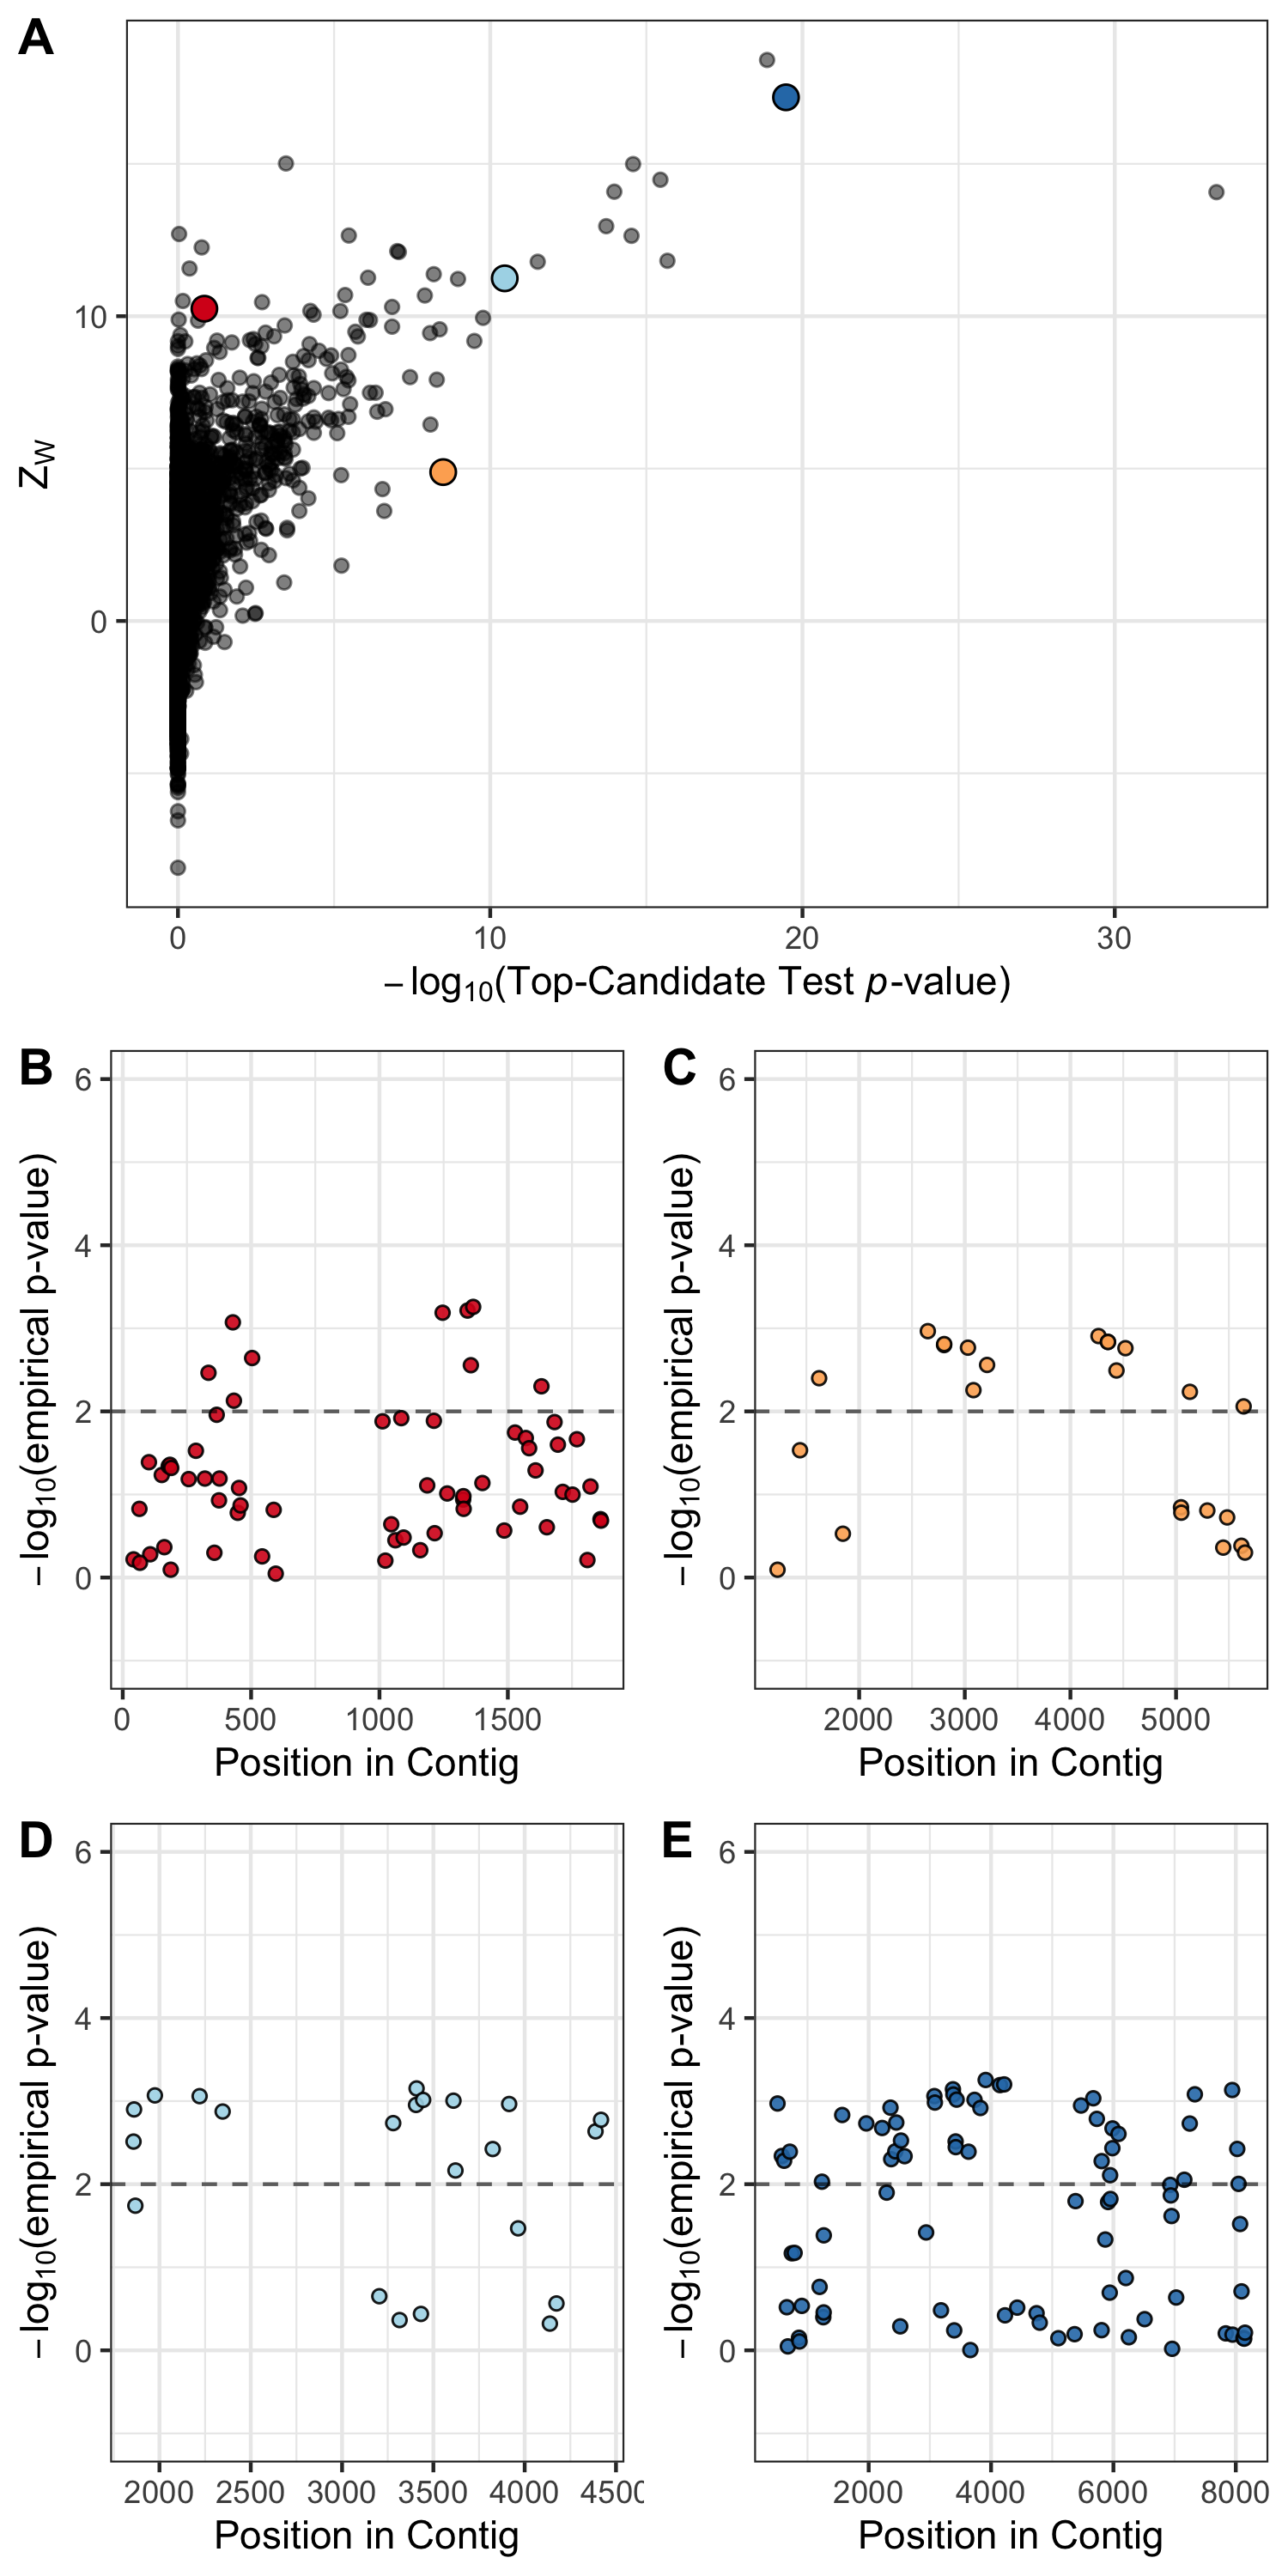 A
10
0
Z_W
0 10 20 30
−log₁₀(Top-Candidate Test p-value)
B
6
4
2
0
−log₁₀(empirical p-value)
0 500 1000 1500
Position in Contig
C
6
4
2
0
−log₁₀(empirical p-value)
2000 3000 4000 5000
Position in Contig
D
6
4
2
0
−log₁₀(empirical p-value)
2000 2500 3000 3500 4000 4500
Position in Contig
E
6
4
2
0
−log₁₀(empirical p-value)
2000 4000 6000 8000
Position in Contig